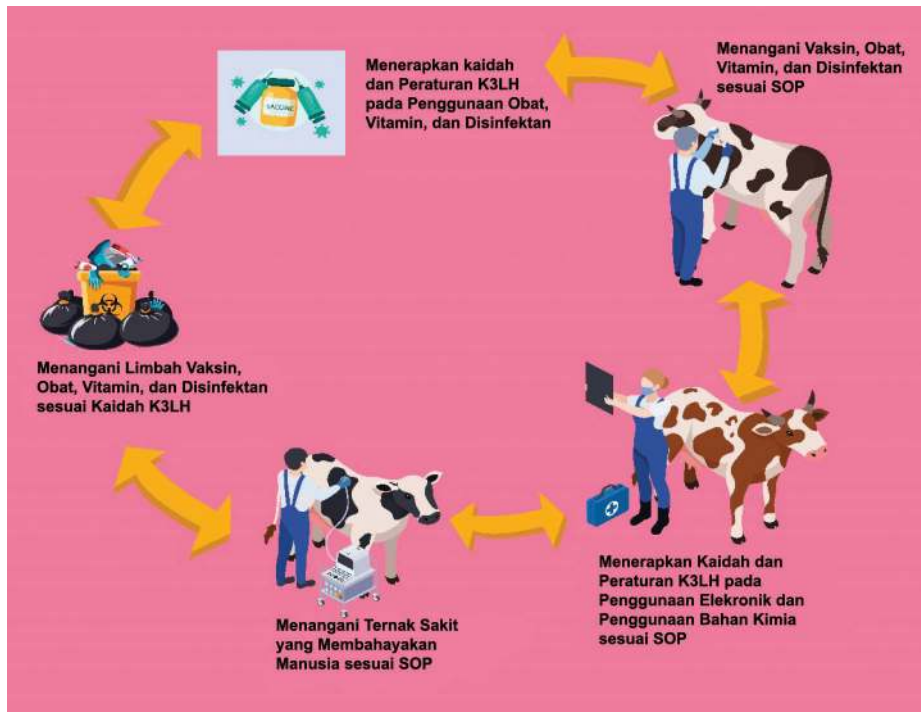 Menerapkan kaidah
dan Peraturan K3LH
pada Penggunaan Obat,
Vitamin, dan Disinfektan
Menangani Vaksin, Obat,
Vitamin, dan Disinfektan
sesuai SOP
VACCINE
Menangani Limbah Vaksin,
Obat, Vitamin, dan Disinfektan
sesuai Kaidah K3LH
Menerapkan Kaidah dan
Peraturan K3LH pada
Penggunaan Elekronik dan
Penggunaan Bahan Kimia
sesuai SOP
Menangani Ternak Sakit
yang Membahayakan
Manusia sesuai SOP